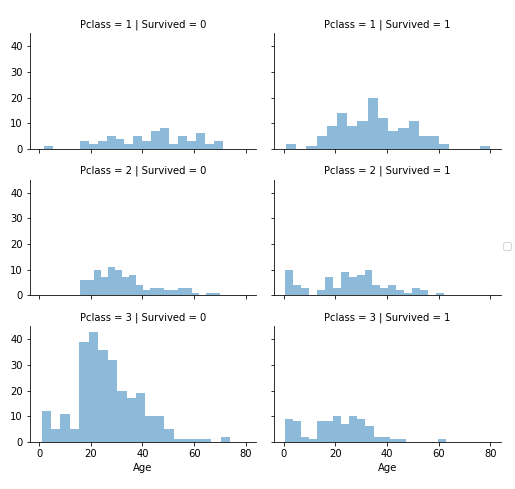 Pclass = 1 | Survived = 0
Pclass = 1 | Survived = 1
40
30
20
10
0
Pclass = 2 | Survived = 0
Pclass = 2 | Survived = 1
40
30
20
10
0
Pclass = 3 | Survived = 0
Pclass = 3 | Survived = 1
40
30
20
10
0
0 20 40 60 80
0 20 40 60 80
Age
Age